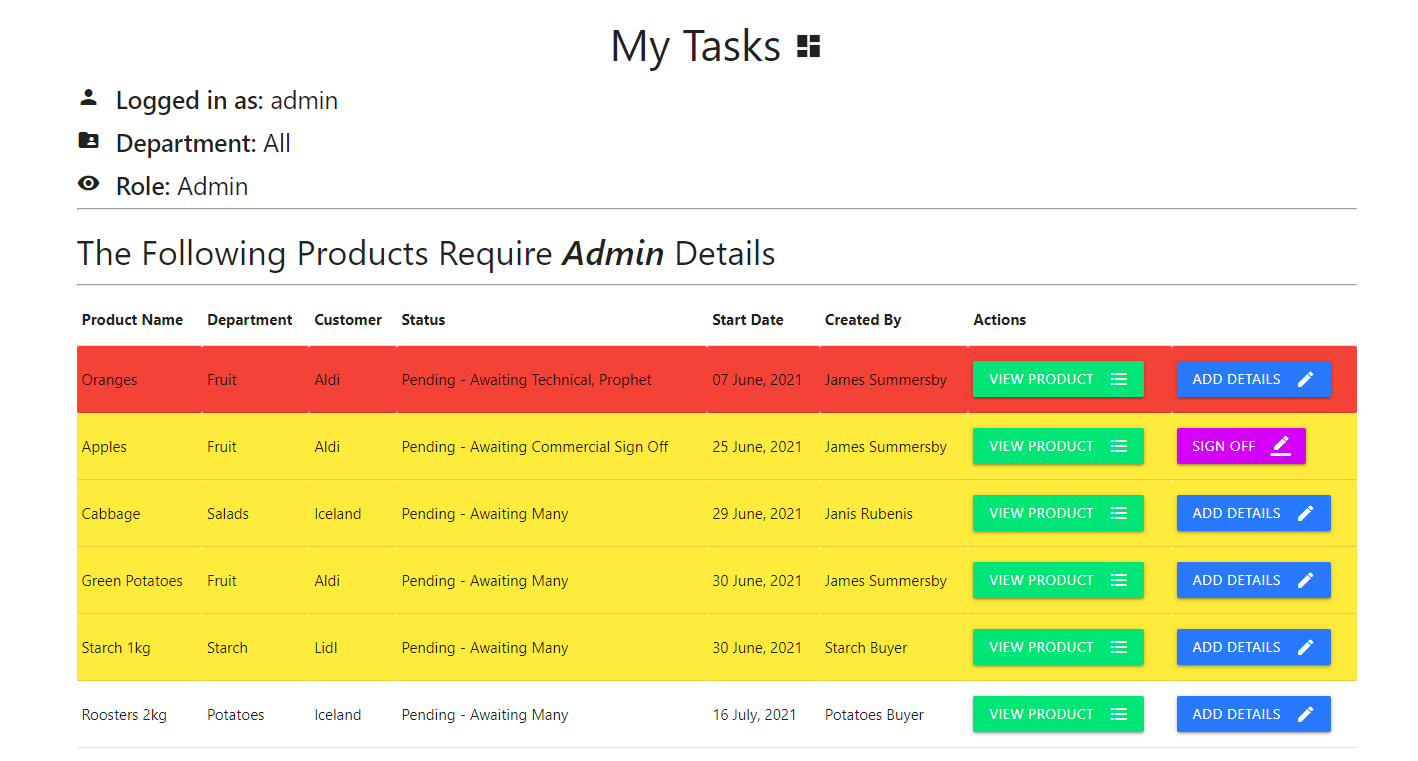 My Tasks
Logged in as: admin
Department: All
Role: Admin
The Following Products Require Admin Details
Product Name Department Customer Status Start Date Created By Actions
Oranges Fruit Aldi Pending - Awaiting Technical, Prophet 07 June, 2021 James Summersby VIEW PRODUCT ADD DETAILS
Apples Fruit Aldi Pending - Awaiting Commercial Sign Off 25 June, 2021 James Summersby VIEW PRODUCT SIGN OFF
Cabbage Salads Iceland Pending - Awaiting Many 29 June, 2021 Janis Rubenis VIEW PRODUCT ADD DETAILS
Green Potatoes Fruit Aldi Pending - Awaiting Many 30 June, 2021 James Summersby VIEW PRODUCT ADD DETAILS
Starch 1kg Starch Lidl Pending - Awaiting Many 30 June, 2021 Starch Buyer VIEW PRODUCT ADD DETAILS
Roosters 2kg Potatoes Iceland Pending - Awaiting Many 16 July, 2021 Potatoes Buyer VIEW PRODUCT ADD DETAILS